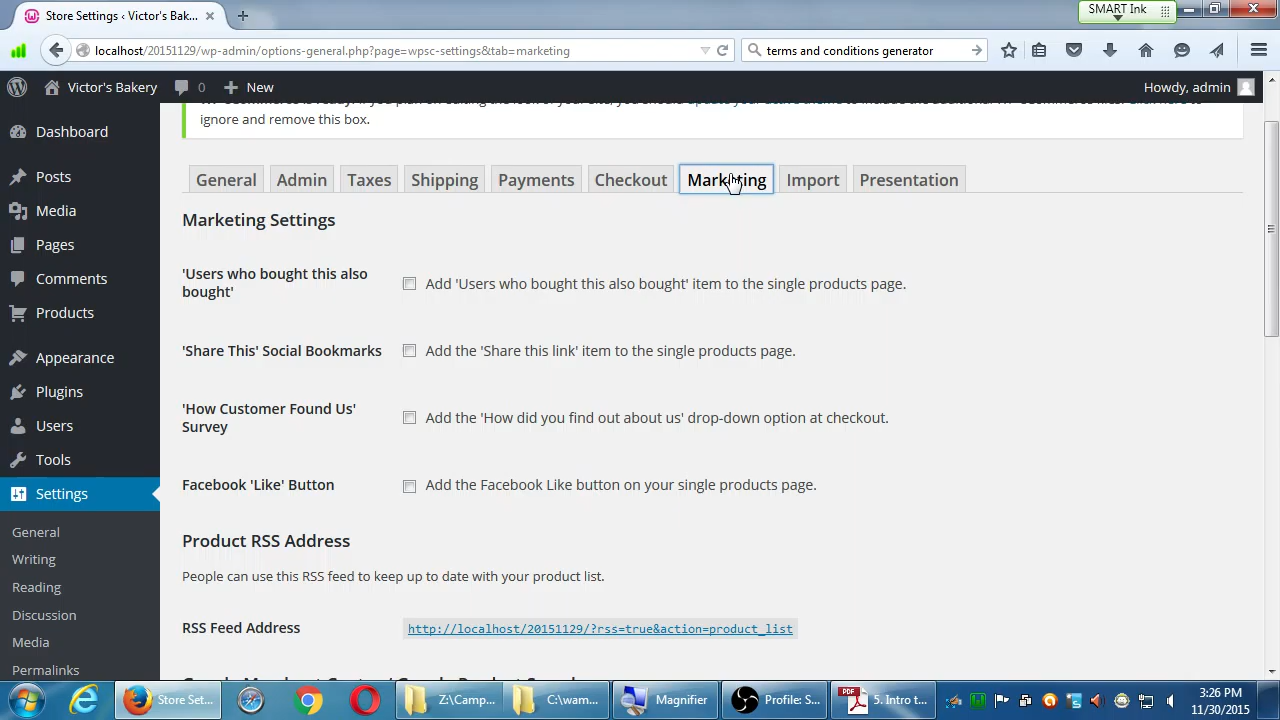 Store Settings ‹ Victor's Bak...
SMART Ink
localhost/20151129/wp-admin/options-general.php?page=wpsc-settings&tab=marketing
terms and conditions generator
Victor's Bakery
0
New
Howdy, admin
ignore and remove this box.
Dashboard
Posts
Media
Pages
Comments
Products
Appearance
Plugins
Users
Tools
Settings
General
Writing
Reading
Discussion
Media
Permalinks
General Admin Taxes Shipping Payments Checkout Marketing Import Presentation
Marketing Settings
'Users who bought this also
bought'
Add 'Users who bought this also bought' item to the single products page.
'Share This' Social Bookmarks
Add the 'Share this link' item to the single products page.
'How Customer Found Us'
Survey
Add the 'How did you find out about us' drop-down option at checkout.
Facebook 'Like' Button
Add the Facebook Like button on your single products page.
Product RSS Address
People can use this RSS feed to keep up to date with your product list.
RSS Feed Address
http://localhost/20151129/?rss=true&action=product_list
Store Set...
Z:\Camp...
C:\wam...
Magnifier
Profile: S...
PDF
5. Intro t...
3:26 PM
11/30/2015